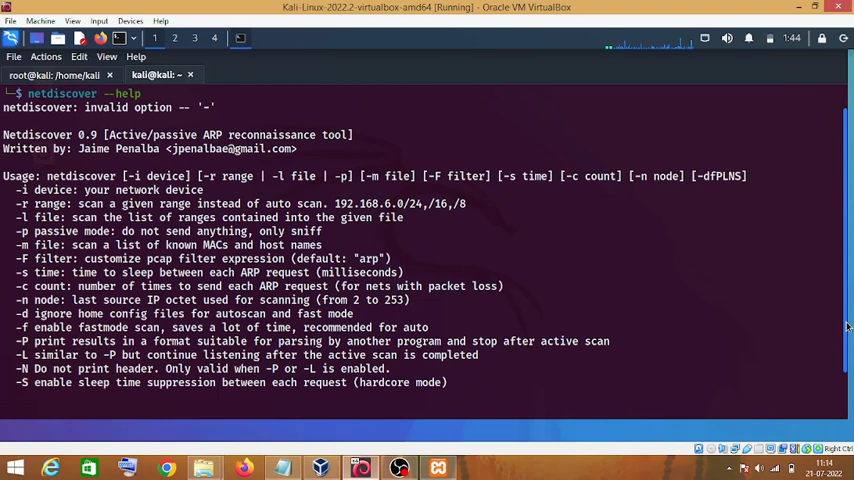 Kali-Linux-2022.2-virtualbox-amd64 [Running] - Oracle VM VirtualBox
File Machine View Input Devices Help
1 2 3 4 1:44
File Actions Edit View Help
root@kali: /home/kali × kali@kali: ~ ×
└─$ netdiscover --help
netdiscover: invalid option -- '-'
Netdiscover 0.9 [Active/passive ARP reconnaissance tool]
Written by: Jaime Penalba <jpenalbae@gmail.com>
Usage: netdiscover [-i device] [-r range | -l file | -p] [-m file] [-F filter] [-s time] [-c count] [-n node] [-dfPLNS]
-i device: your network device
-r range: scan a given range instead of auto scan. 192.168.6.0/24,/16,/8
-l file: scan the list of ranges contained into the given file
-p passive mode: do not send anything, only sniff
-m file: scan a list of known MACs and host names
-F filter: customize pcap filter expression (default: "arp")
-s time: time to sleep between each ARP request (milliseconds)
-c count: number of times to send each ARP request (for nets with packet loss)
-n node: last source IP octet used for scanning (from 2 to 253)
-d ignore home config files for autoscan and fast mode
-f enable fastmode scan, saves a lot of time, recommended for auto
-P print results in a format suitable for parsing by another program and stop after active scan
-L similar to -P but continue listening after the active scan is completed
-N Do not print header. Only valid when -P or -L is enabled.
-S enable sleep time suppression between each request (hardcore mode)
Right Ctrl
11:14
21-07-2022